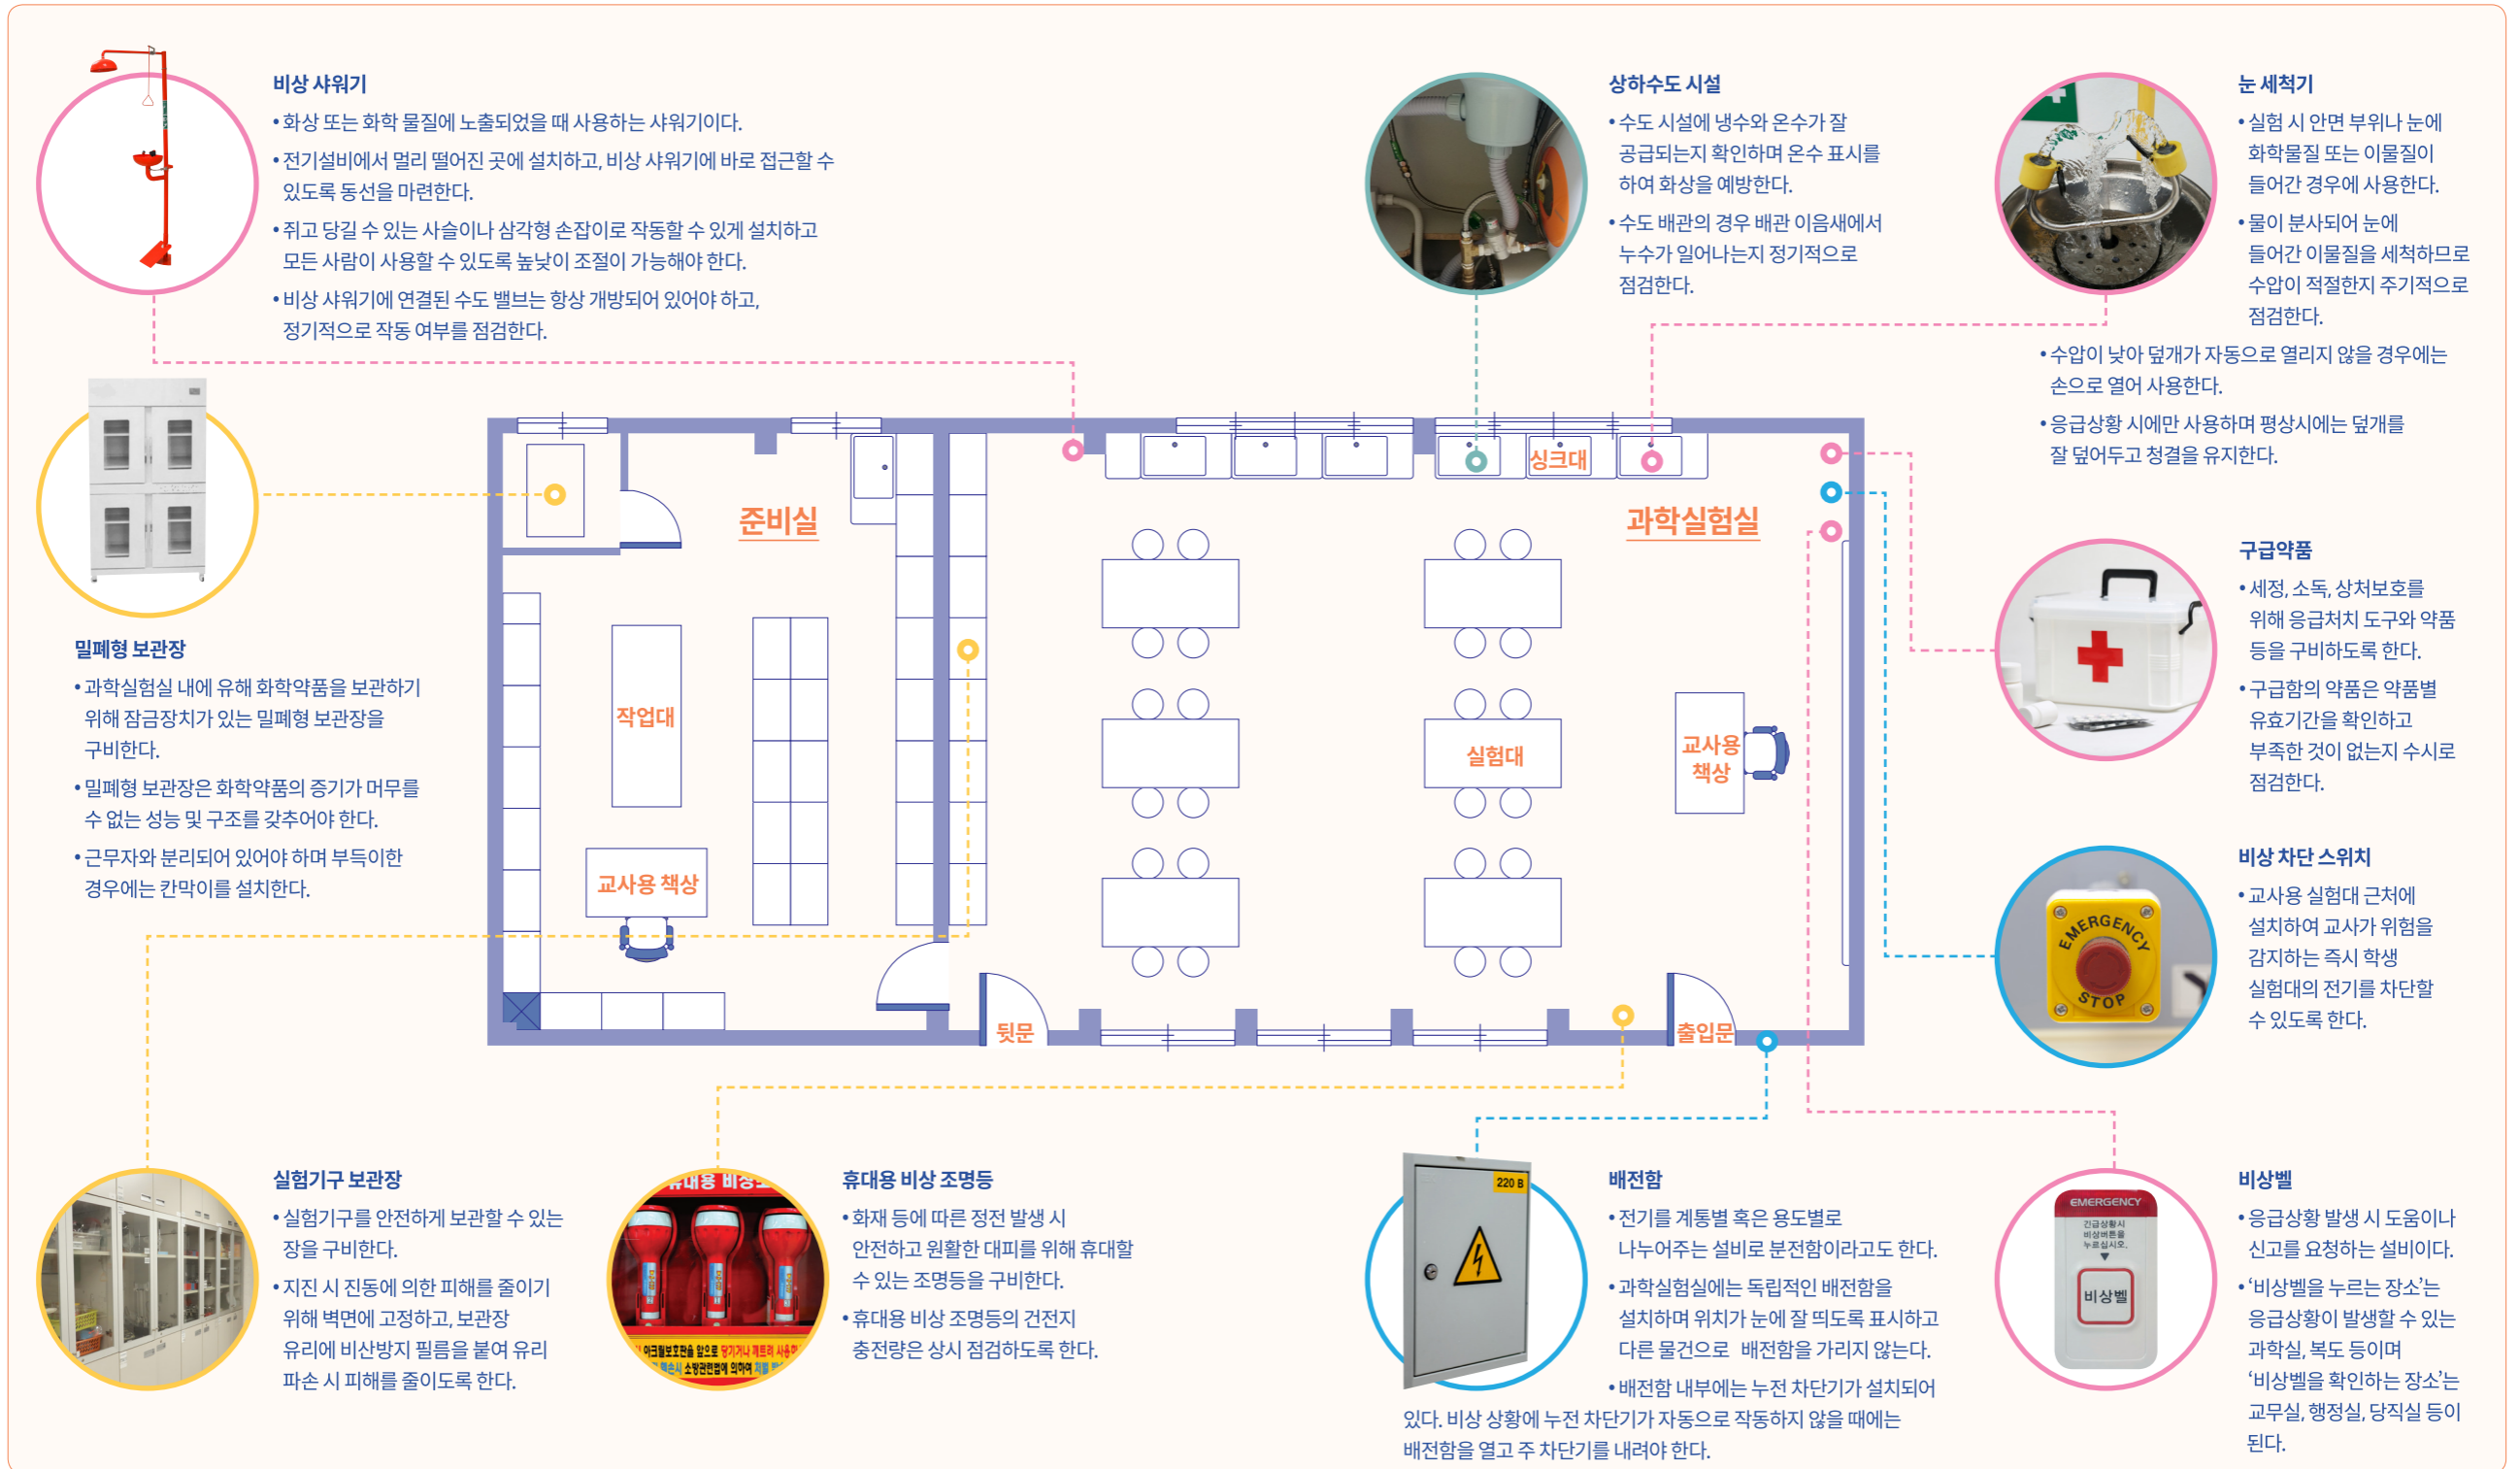 비상 샤워기
• 화상 또는 화학 물질에 노출되었을 때 사용하는 샤워기이다.
• 전기설비에서 멀리 떨어진 곳에 설치하고, 비상 샤워기에 바로 접근할 수
있도록 동선을 마련한다.
• 쥐고 당길 수 있는 사슬이나 삼각형 손잡이로 작동할 수 있게 설치하고
모든 사람이 사용할 수 있도록 높낮이 조절이 가능해야 한다.
• 비상 샤워기에 연결된 수도 밸브는 항상 개방되어 있어야 하고,
정기적으로 작동 여부를 점검한다.
상하수도 시설
• 수도 시설에 냉수와 온수가 잘
공급되는지 확인하며 온수 표시를
하여 화상을 예방한다.
• 수도 배관의 경우 배관 이음새에서
누수가 일어나는지 정기적으로
점검한다.
눈 세척기
• 실험 시 안면 부위나 눈에
화학물질 또는 이물질이
들어간 경우에 사용한다.
• 물이 분사되어 눈에
들어간 이물질을 세척하므로
수압이 적절한지 주기적으로
점검한다.
• 수압이 낮아 덮개가 자동으로 열리지 않을 경우에는
손으로 열어 사용한다.
• 응급상황 시에만 사용하며 평상시에는 덮개를
잘 덮어두고 청결을 유지한다.
밀폐형 보관장
• 과학실험실 내에 유해 화학약품을 보관하기
위해 잠금장치가 있는 밀폐형 보관장을
구비한다.
• 밀폐형 보관장은 화학약품의 증기가 머무를
수 없는 성능 및 구조를 갖추어야 한다.
• 근무자와 분리되어 있어야 하며 부득이한
경우에는 칸막이를 설치한다.
준비실
작업대
교사용 책상
싱크대
과학실험실
실험대
교사용
책상
뒷문
출입문
구급약품
• 세정, 소독, 상처보호를
위해 응급처치 도구와 약품
등을 구비하도록 한다.
• 구급함의 약품은 약품별
유효기간을 확인하고
부족한 것이 없는지 수시로
점검한다.
비상 차단 스위치
• 교사용 실험대 근처에
설치하여 교사가 위험을
감지하는 즉시 학생
실험대의 전기를 차단할
수 있도록 한다.
EMERGENCY
STOP
실험기구 보관장
• 실험기구를 안전하게 보관할 수 있는
장을 구비한다.
• 지진 시 진동에 의한 피해를 줄이기
위해 벽면에 고정하고, 보관장
유리에 비산방지 필름을 붙여 유리
파손 시 피해를 줄이도록 한다.
휴대용 비상
아크릴보호판을 앞으로 당기거나 깨트려
소방관련법에 의하여
휴대용 비상 조명등
• 화재 등에 따른 정전 발생 시
안전하고 원활한 대피를 위해 휴대할
수 있는 조명등을 구비한다.
• 휴대용 비상 조명등의 건전지
충전량은 상시 점검하도록 한다.
220 B
배전함
• 전기를 계통별 혹은 용도별로
나누어주는 설비로 분전함이라고도 한다.
• 과학실험실에는 독립적인 배전함을
설치하며 위치가 눈에 잘 띄도록 표시하고
다른 물건으로 배전함을 가리지 않는다.
• 배전함 내부에는 누전 차단기가 설치되어
있다. 비상 상황에 누전 차단기가 자동으로 작동하지 않을 때에는
배전함을 열고 주 차단기를 내려야 한다.
EMERGENCY
긴급상황시
비상버튼을
누르십시오.
비상벨
비상벨
• 응급상황 발생 시 도움이나
신고를 요청하는 설비이다.
• ‘비상벨을 누르는 장소’는
응급상황이 발생할 수 있는
과학실, 복도 등이며
‘비상벨을 확인하는 장소’는
교무실, 행정실, 당직실 등이
된다.